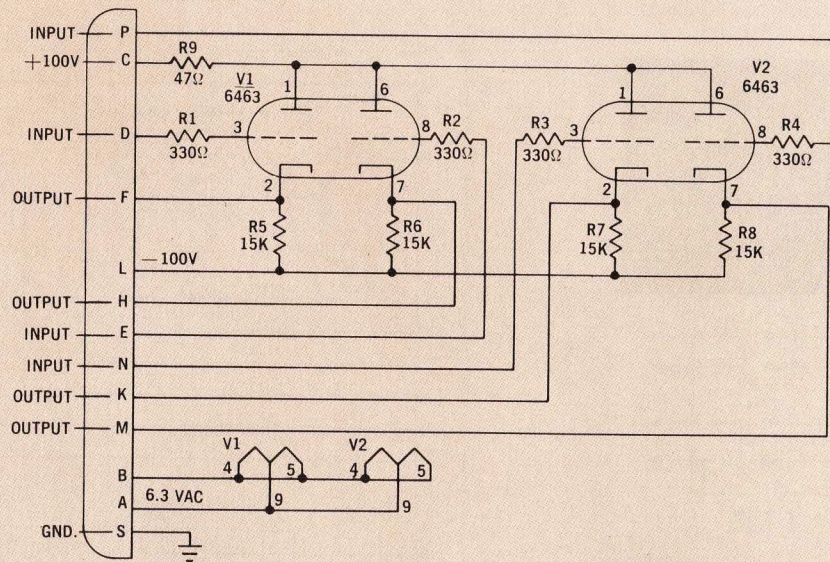 INPUT P
+100V C R9 47Ω
V1 6463
1 6
V2 6463
1 6
INPUT D R1 330Ω 3
8 R2 330Ω
R3 330Ω 3
8 R4 330Ω
OUTPUT F 2 7 2 7
R5 15K
R6 15K
R7 15K
R8 15K
L −100V
OUTPUT H
INPUT E
INPUT N
OUTPUT K
OUTPUT M
V1 V2
B 4 5 4 5
A 6.3 VAC 9 9
GND. S